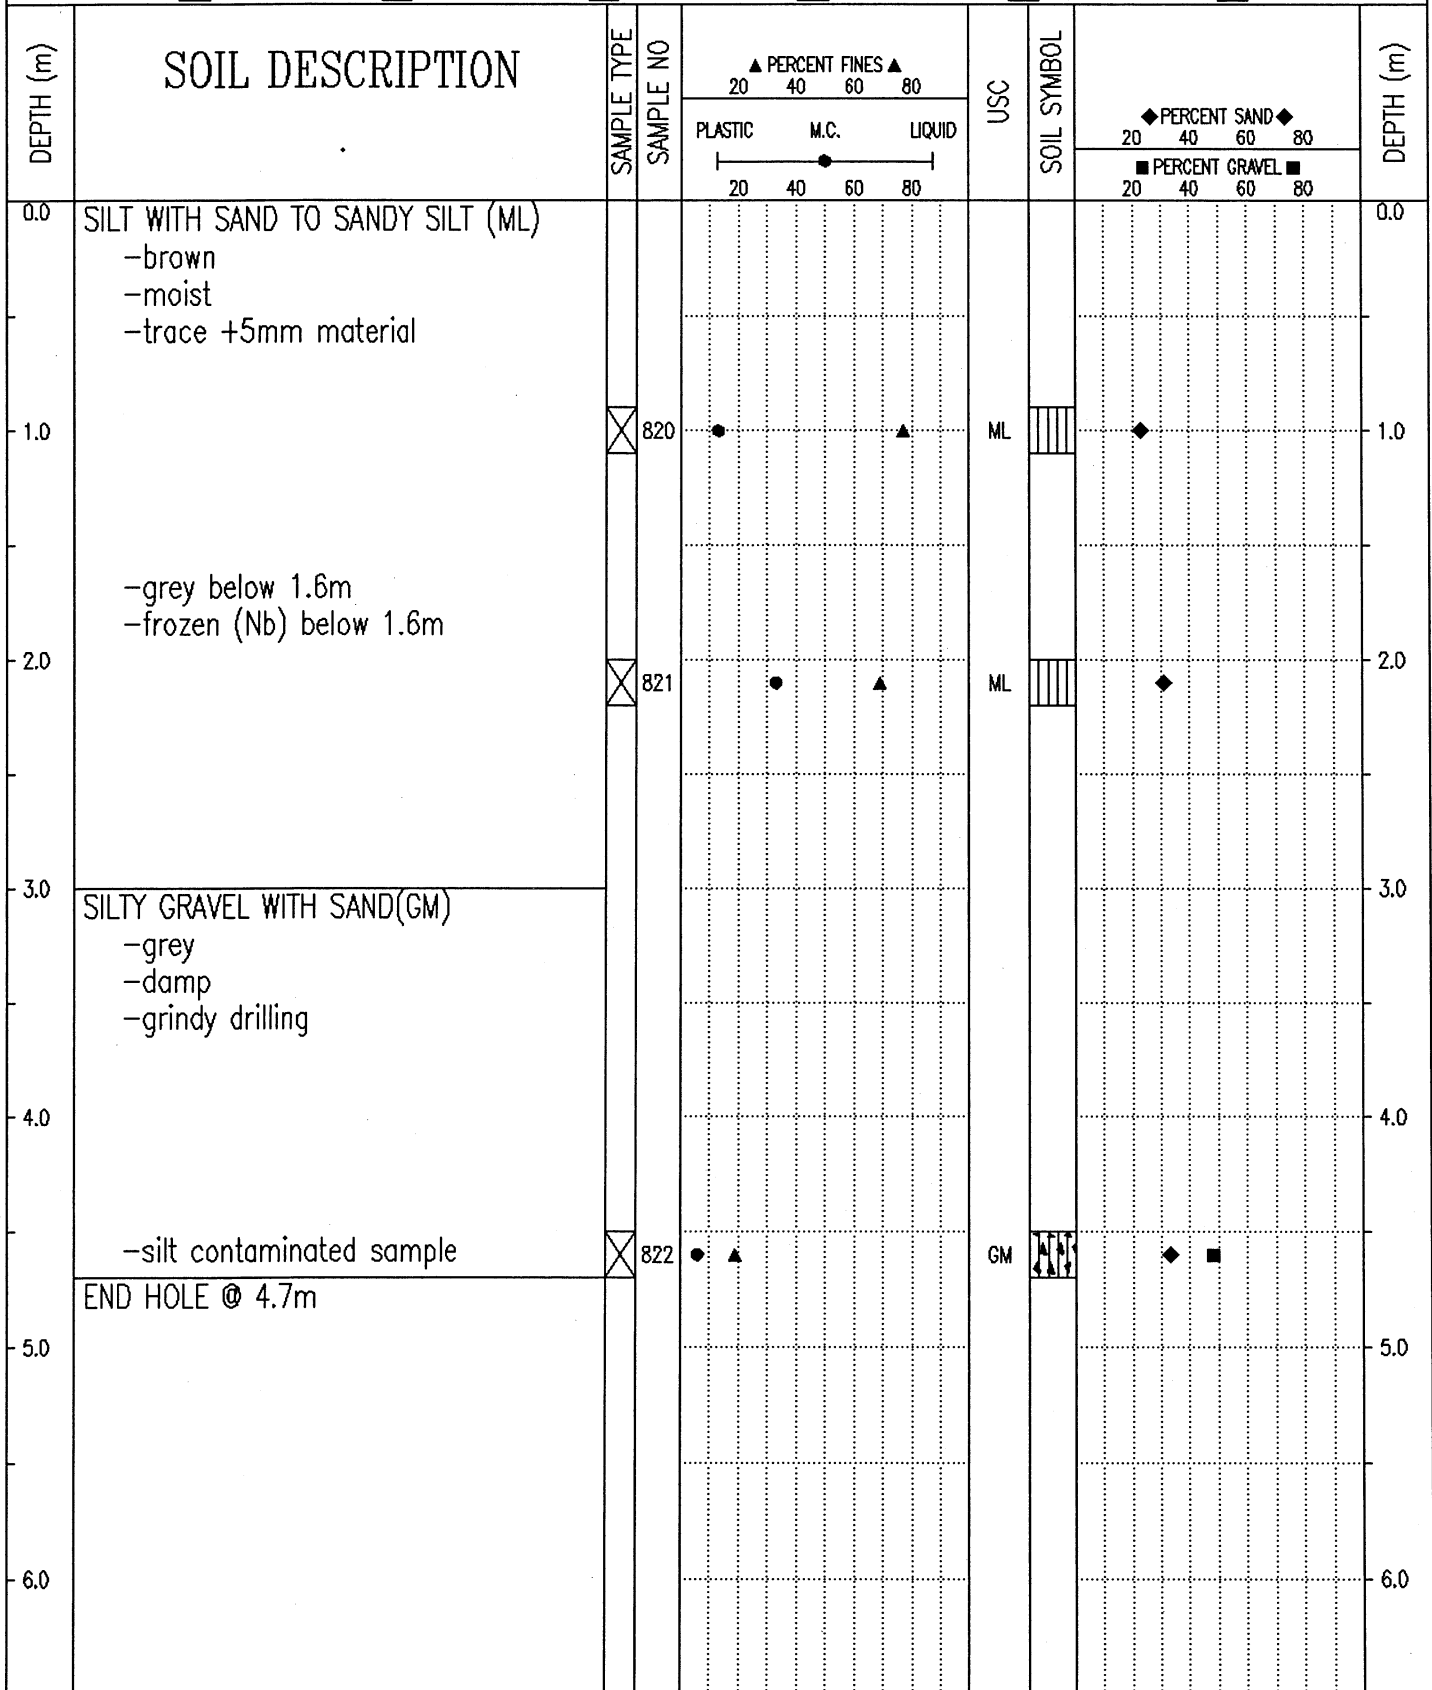 DEPTH (m)
SOIL DESCRIPTION
SAMPLE TYPE
SAMPLE NO
▲ PERCENT FINES ▲
20 40 60 80
PLASTIC M.C. LIQUID
20 40 60 80
USC
SOIL SYMBOL
◆PERCENT SAND◆
20 40 60 80
■ PERCENT GRAVEL ■
20 40 60 80
DEPTH (m)
0.0 SILT WITH SAND TO SANDY SILT (ML) 0.0
-brown
-moist
-trace +5mm material
1.0 820 ML 1.0
-grey below 1.6m
-frozen (Nb) below 1.6m
2.0 2.0
821 ML
3.0 3.0
SILTY GRAVEL WITH SAND(GM)
-grey
-damp
-grindy drilling
4.0 4.0
-silt contaminated sample 822 GM
END HOLE @ 4.7m
5.0 5.0
6.0 6.0